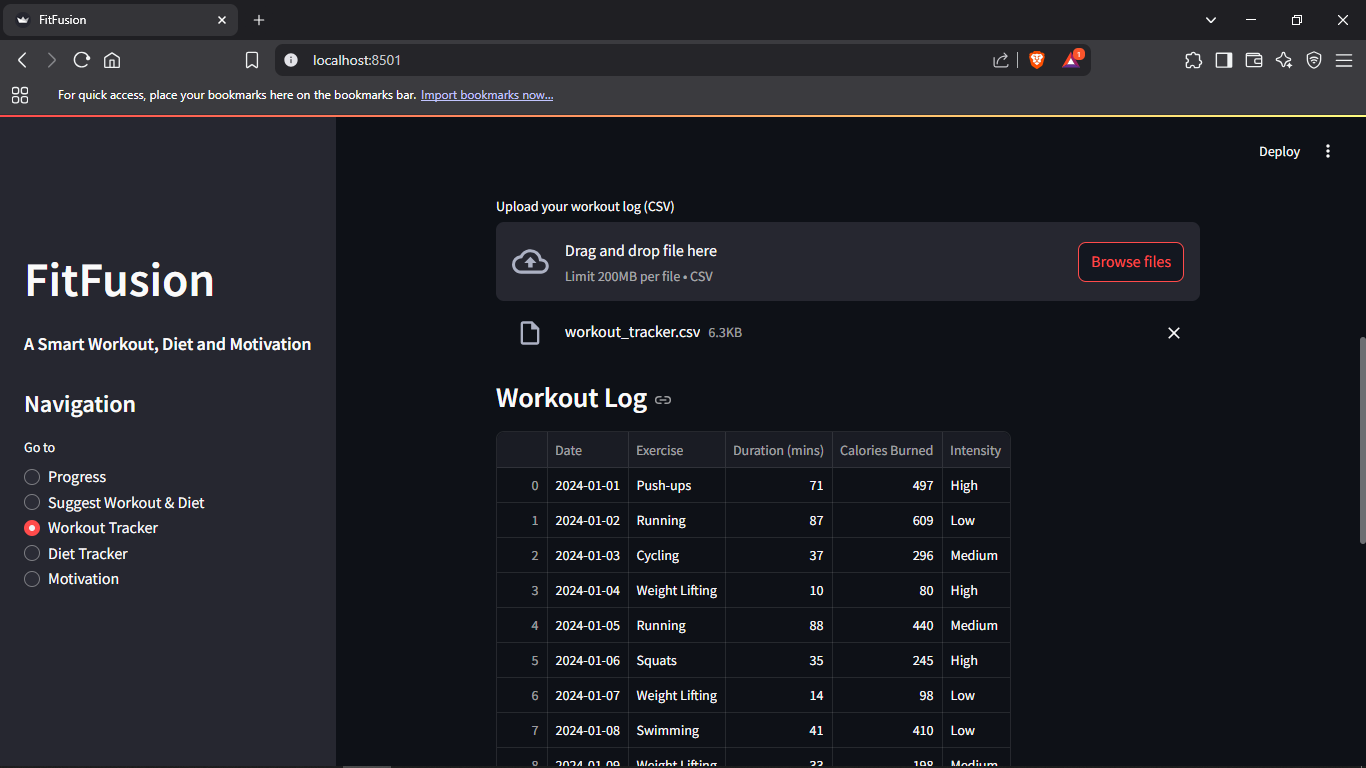 FitFusion
localhost:8501
1
For quick access, place your bookmarks here on the bookmarks bar. Import bookmarks now...
Deploy
FitFusion
A Smart Workout, Diet and Motivation
Navigation
Go to
Progress
Suggest Workout & Diet
Workout Tracker
Diet Tracker
Motivation
Upload your workout log (CSV)
Drag and drop file here
Limit 200MB per file • CSV
Browse files
workout_tracker.csv 6.3KB
Workout Log
Date Exercise Duration (mins) Calories Burned Intensity
0 2024-01-01 Push-ups 71 497 High
1 2024-01-02 Running 87 609 Low
2 2024-01-03 Cycling 37 296 Medium
3 2024-01-04 Weight Lifting 10 80 High
4 2024-01-05 Running 88 440 Medium
5 2024-01-06 Squats 35 245 High
6 2024-01-07 Weight Lifting 14 98 Low
7 2024-01-08 Swimming 41 410 Low
8 2024-01-09 Weight Lifting 33 198 Medium